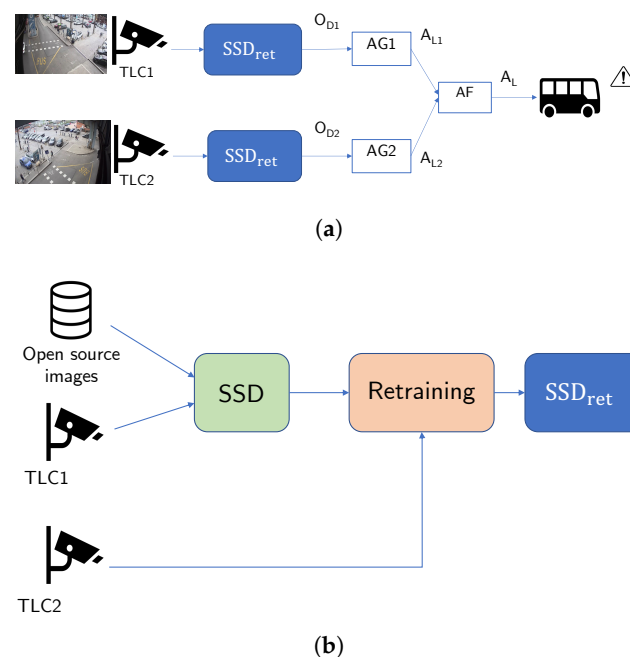 O_D1
A_L1
SSD_ret
AG1
TLC1
A_L
AF
O_D2
SSD_ret
AG2
A_L2
TLC2
(a)
Open source
images
SSD
Retraining
SSD_ret
TLC1
TLC2
(b)